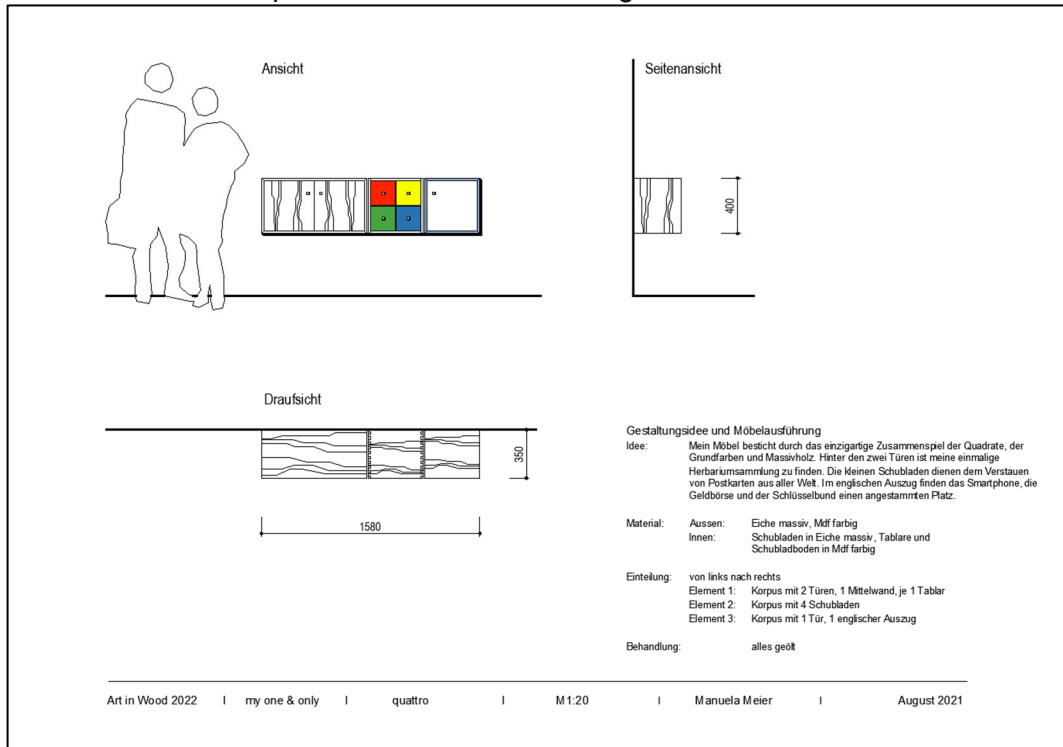 Ansicht
Seitenansicht
400
Draufsicht
350
1580
Gestaltungsidee und Möbelausführung
Idee: Mein Möbel besticht durch das einzigartige Zusammenspiel der Quadrate, der
Grundfarben und Massivholz. Hinter den zwei Türen ist meine einmalige
Herbariumsammlung zu finden. Die kleinen Schubladen dienen dem Verstauen
von Postkarten aus aller Welt. Im englischen Auszug finden das Smartphone, die
Geldbörse und der Schlüsselbund einen angestammten Platz.
Material: Aussen: Eiche massiv, Mdf farbig
Innen: Schubladen in Eiche massiv, Tablare und
Schubladboden in Mdf farbig
Einteilung: von links nach rechts
Element 1: Korpus mit 2 Türen, 1 Mittelwand, je 1 Tablar
Element 2: Korpus mit 4 Schubladen
Element 3: Korpus mit 1 Tür, 1 englischer Auszug
Behandlung: alles geölt
Art in Wood 2022 I my one & only I quattro I M1:20 I Manuela Meier I August 2021